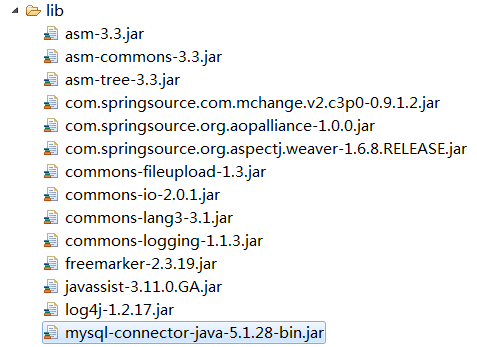 lib
asm-3.3.jar
asm-commons-3.3.jar
asm-tree-3.3.jar
com.springsource.com.mchange.v2.c3p0-0.9.1.2.jar
com.springsource.org.aopalliance-1.0.0.jar
com.springsource.org.aspectj.weaver-1.6.8.RELEASE.jar
commons-fileupload-1.3.jar
commons-io-2.0.1.jar
commons-lang3-3.1.jar
commons-logging-1.1.3.jar
freemarker-2.3.19.jar
javassist-3.11.0.GA.jar
log4j-1.2.17.jar
mysql-connector-java-5.1.28-bin.jar